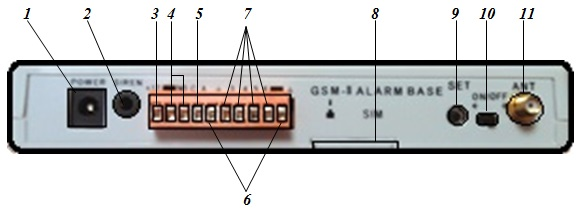 1 2 3 4 5 7 8 9 10 11
POWER SIREN
GSM-II ALARM BASE SET ON/OFF ANT
SIM
6